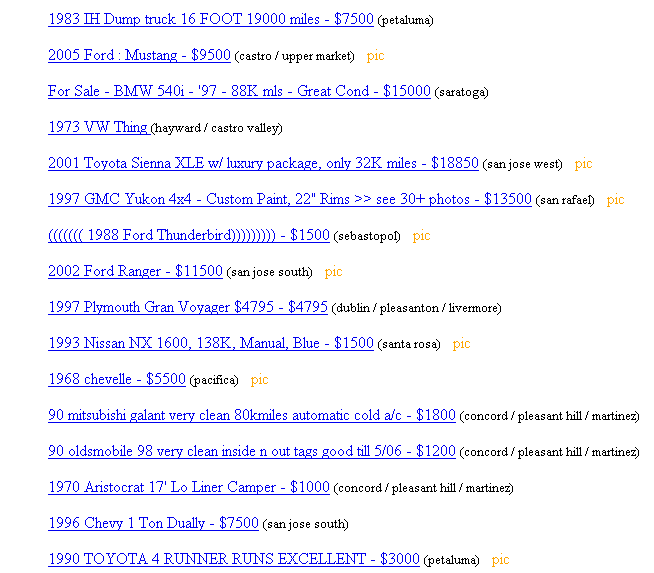 1983 IH Dump truck 16 FOOT 19000 miles - $7500 (petaluma)
2005 Ford : Mustang - $9500 (castro / upper market) pic
For Sale - BMW 540i - '97 - 88K mls - Great Cond - $15000 (saratoga)
1973 VW Thing (hayward / castro valley)
2001 Toyota Sienna XLE w/ luxury package, only 32K miles - $18850 (san jose west) pic
1997 GMC Yukon 4x4 - Custom Paint, 22" Rims >> see 30+ photos - $13500 (san rafael) pic
((((((( 1988 Ford Thunderbird))))))))) - $1500 (sebastopol) pic
2002 Ford Ranger - $11500 (san jose south) pic
1997 Plymouth Gran Voyager $4795 - $4795 (dublin / pleasanton / livermore)
1993 Nissan NX 1600, 138K, Manual, Blue - $1500 (santa rosa) pic
1968 chevelle - $5500 (pacifica) pic
90 mitsubishi galant very clean 80kmiles automatic cold a/c - $1800 (concord / pleasant hill / martinez)
90 oldsmobile 98 very clean inside n out tags good till 5/06 - $1200 (concord / pleasant hill / martinez)
1970 Aristocrat 17' Lo Liner Camper - $1000 (concord / pleasant hill / martinez)
1996 Chevy 1 Ton Dually - $7500 (san jose south)
1990 TOYOTA 4 RUNNER RUNS EXCELLENT - $3000 (petaluma) pic